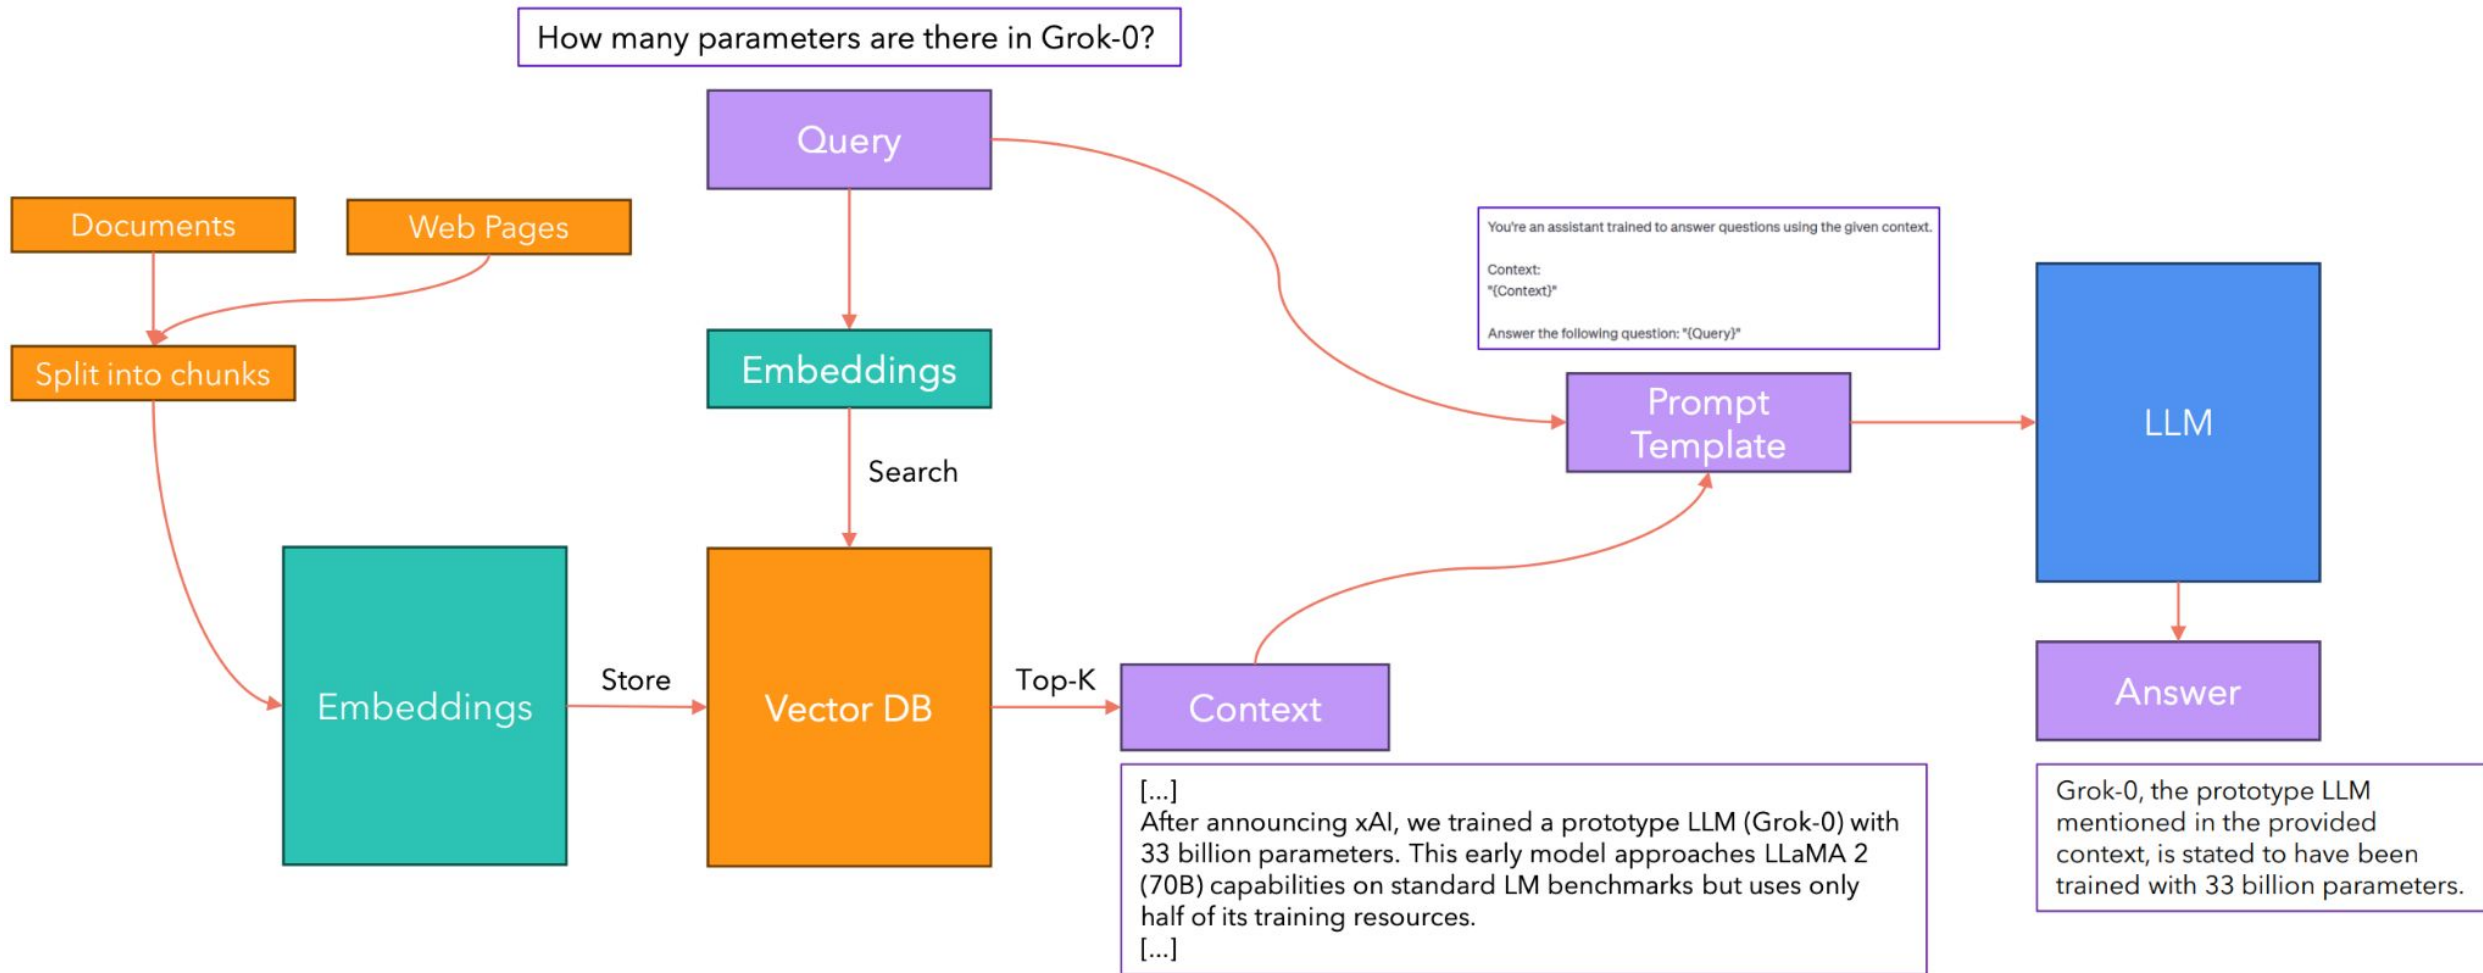 How many parameters are there in Grok-0?
Query
Documents
Web Pages
Split into chunks
Embeddings
Search
You're an assistant trained to answer questions using the given context.
Context:
"{Context}"
Answer the following question: "{Query}"
Prompt
Template
LLM
Embeddings
Store
Vector DB
Top-K
Context
Answer
[...]
After announcing xAI, we trained a prototype LLM (Grok-0) with
33 billion parameters. This early model approaches LLaMA 2
(70B) capabilities on standard LM benchmarks but uses only
half of its training resources.
[...]
Grok-0, the prototype LLM
mentioned in the provided
context, is stated to have been
trained with 33 billion parameters.